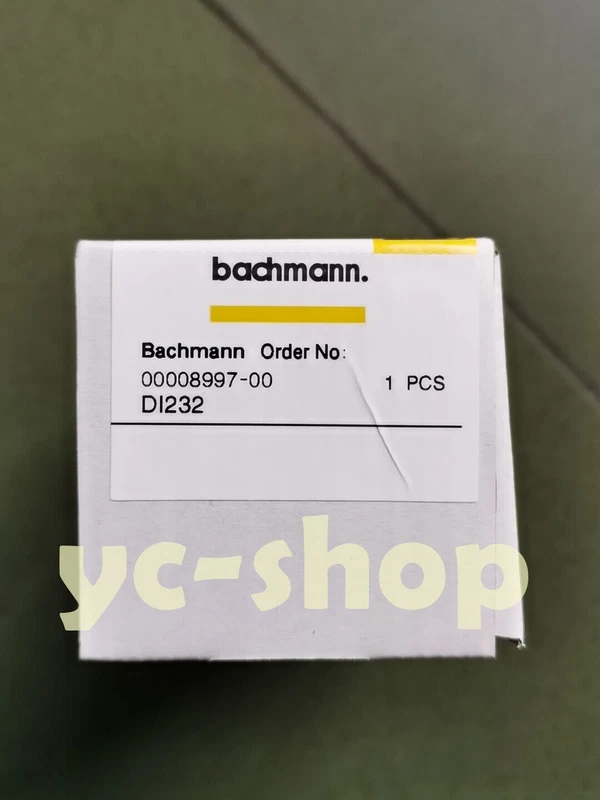 bachmann.
Bachmann Order No:
00008997-00 1 PCS
DI232
yc-shop